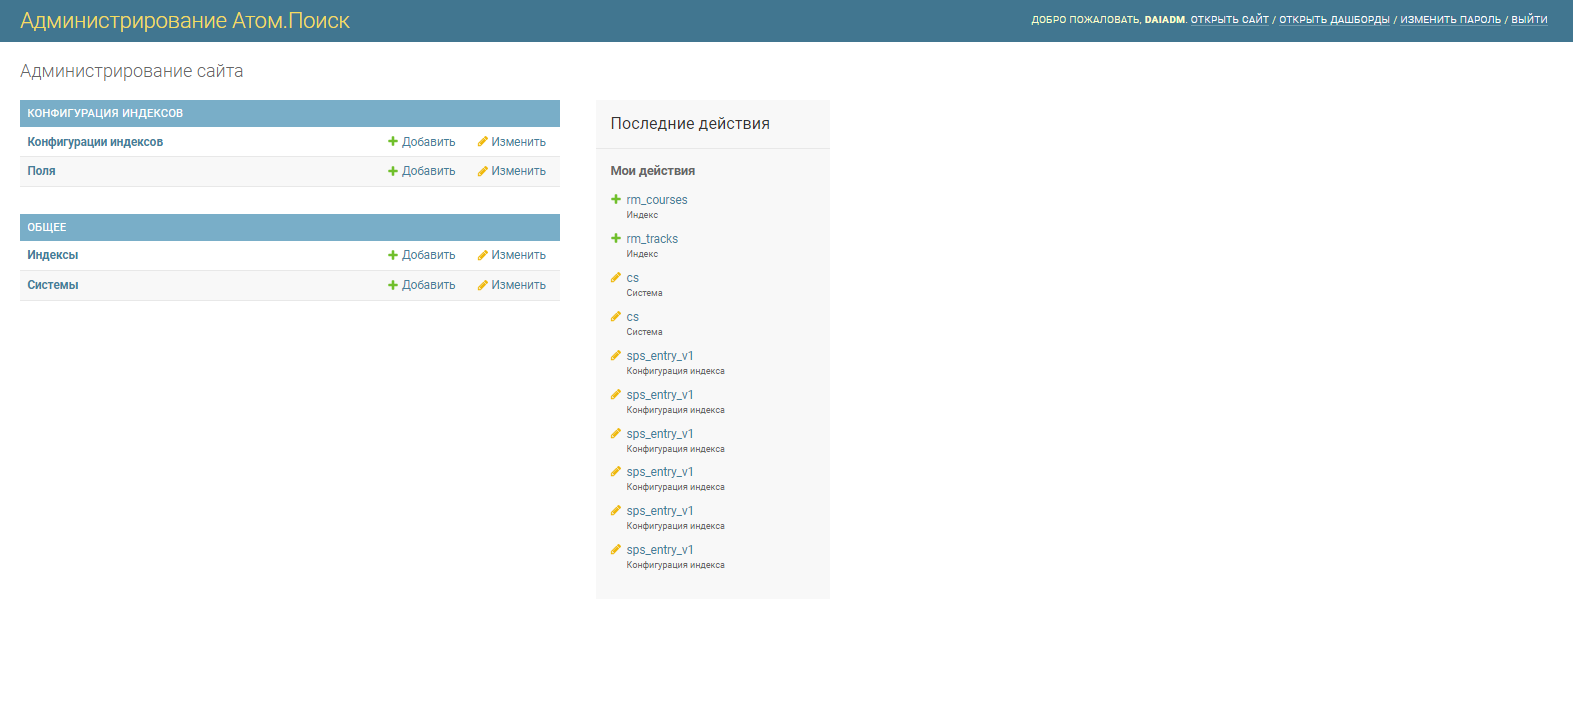 Администрирование Атом.Поиск
ДОБРО ПОЖАЛОВАТЬ, DAIADM. ОТКРЫТЬ САЙТ / ОТКРЫТЬ ДАШБОРДЫ / ИЗМЕНИТЬ ПАРОЛЬ / ВЫЙТИ
Администрирование сайта
КОНФИГУРАЦИЯ ИНДЕКСОВ
Конфигурации индексов Добавить Изменить
Поля Добавить Изменить
ОБЩЕЕ
Индексы Добавить Изменить
Системы Добавить Изменить
Последние действия
Мои действия
rm_courses
Индекс
rm_tracks
Индекс
cs
Система
cs
Система
sps_entry_v1
Конфигурация индекса
sps_entry_v1
Конфигурация индекса
sps_entry_v1
Конфигурация индекса
sps_entry_v1
Конфигурация индекса
sps_entry_v1
Конфигурация индекса
sps_entry_v1
Конфигурация индекса